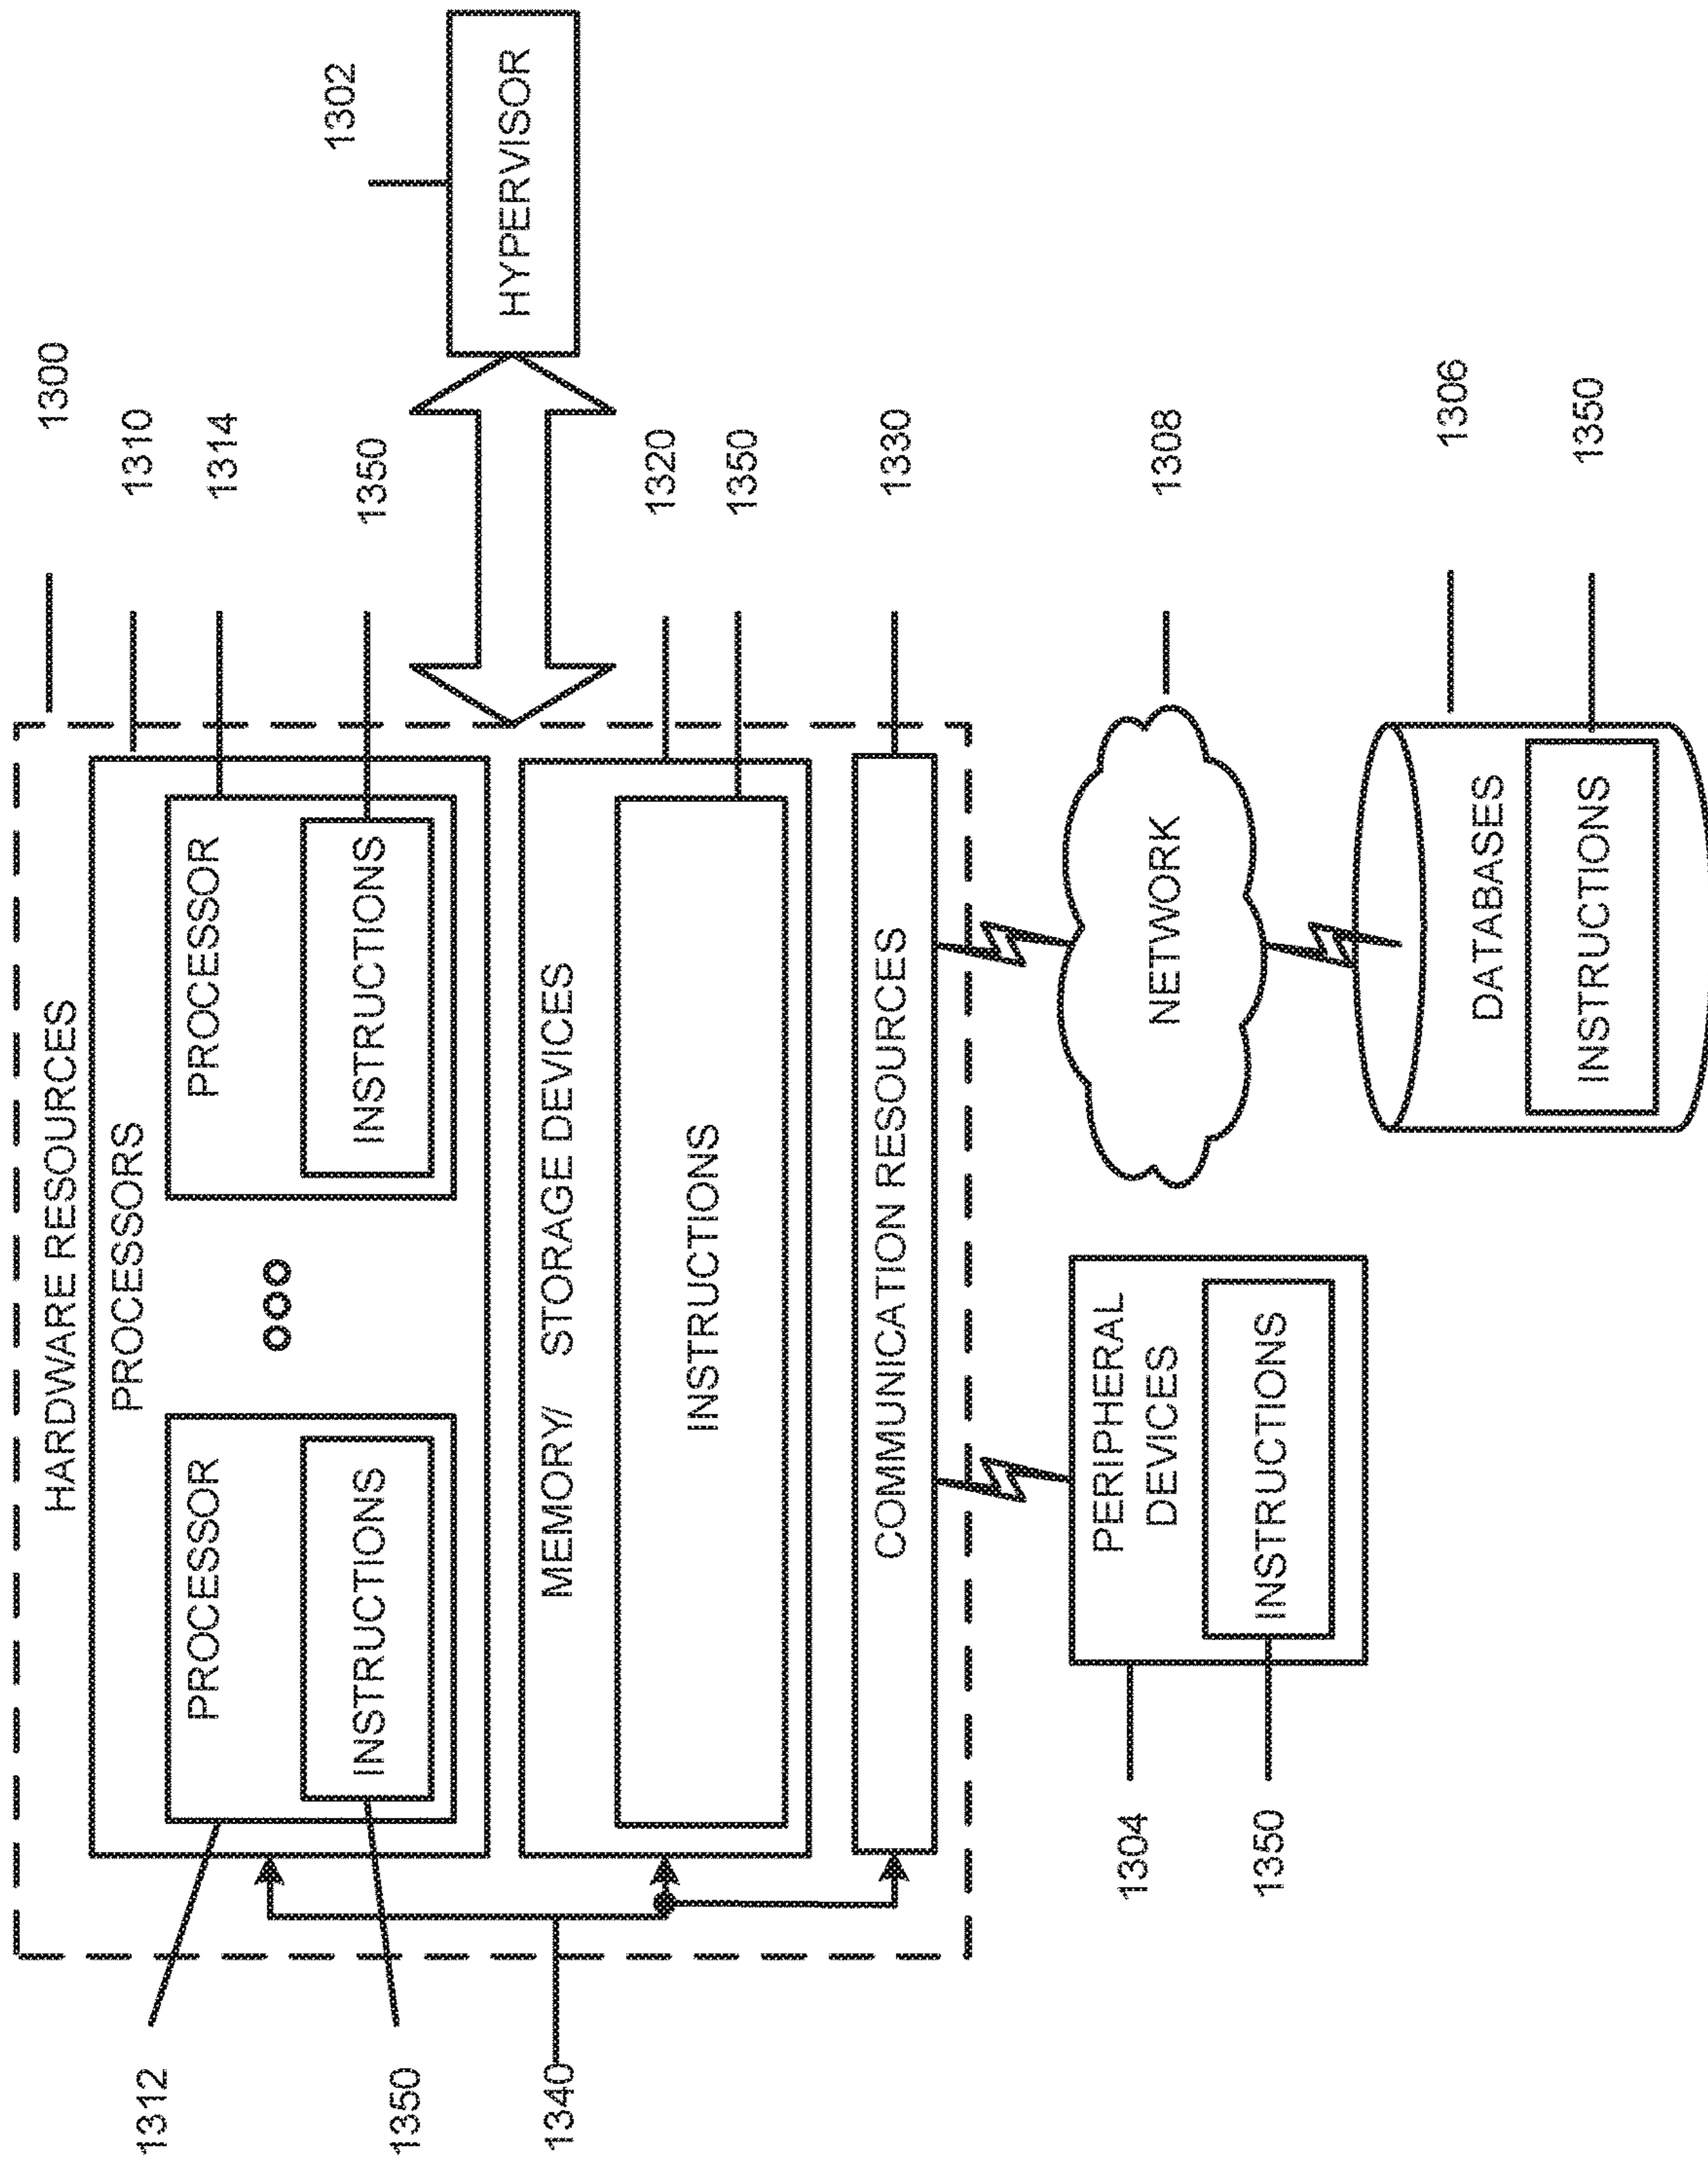 HARDWARE RESOURCES
1300
PROCESSORS
1310
1312
PROCESSOR
PROCESSOR
1314
1350
INSTRUCTIONS
INSTRUCTIONS
1350
1302
HYPERVISOR
1340
MEMORY/ STORAGE DEVICES
1320
INSTRUCTIONS
1350
COMMUNICATION RESOURCES
1330
1304
PERIPHERAL
DEVICES
1350
INSTRUCTIONS
NETWORK
1308
DATABASES
1306
INSTRUCTIONS
1350